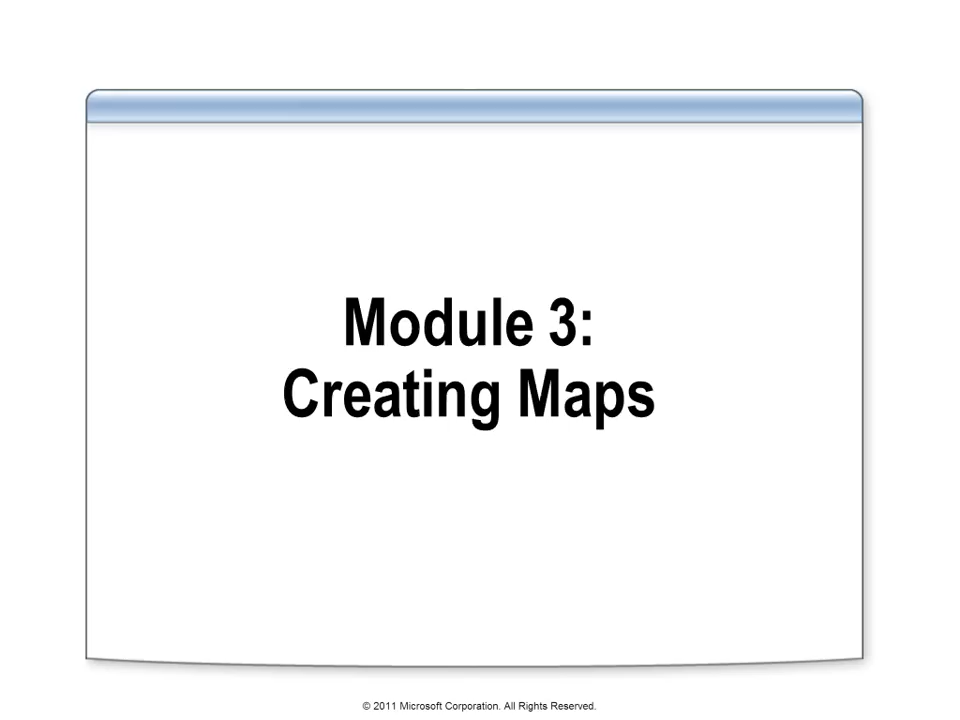 Module 3:
Creating Maps
© 2011 Microsoft Corporation. All Rights Reserved.